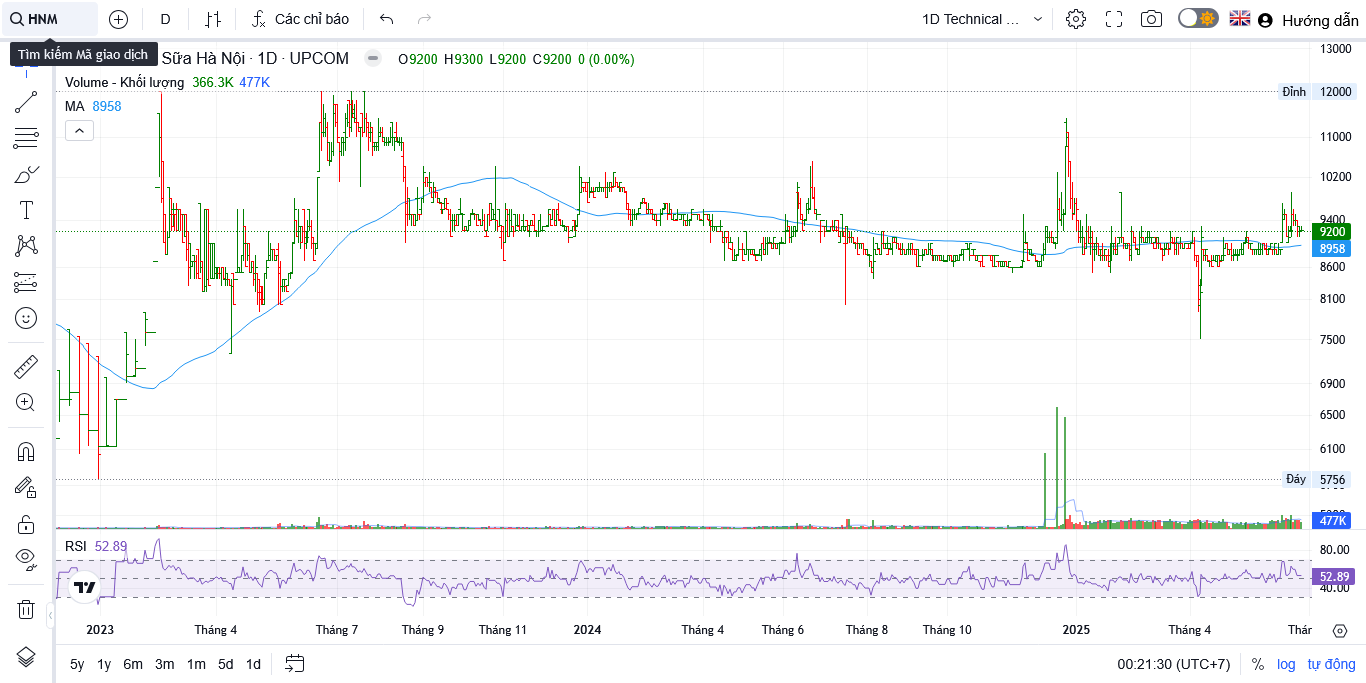 HNM
D
Các chỉ báo
1D Technical ...
Hướng dẫn
Tìm kiếm Mã giao dịch
Sữa Hà Nội · 1D · UPCOM
O9200 H9300 L9200 C9200 0 (0.00%)
Volume - Khối lượng 366.3K 477K
MA 8958
13000
Đỉnh 12000
11000
10200
9400
9200
8958
8600
8100
7500
6900
6500
6100
Đáy 5756
477K
RSI 52.89
80.00
52.89
40.00
2023 Tháng 4 Tháng 7 Tháng 9 Tháng 11 2024 Tháng 4 Tháng 6 Tháng 8 Tháng 10 2025 Tháng 4 Thán
5y 1y 6m 3m 1m 5d 1d
00:21:30 (UTC+7) % log tự động